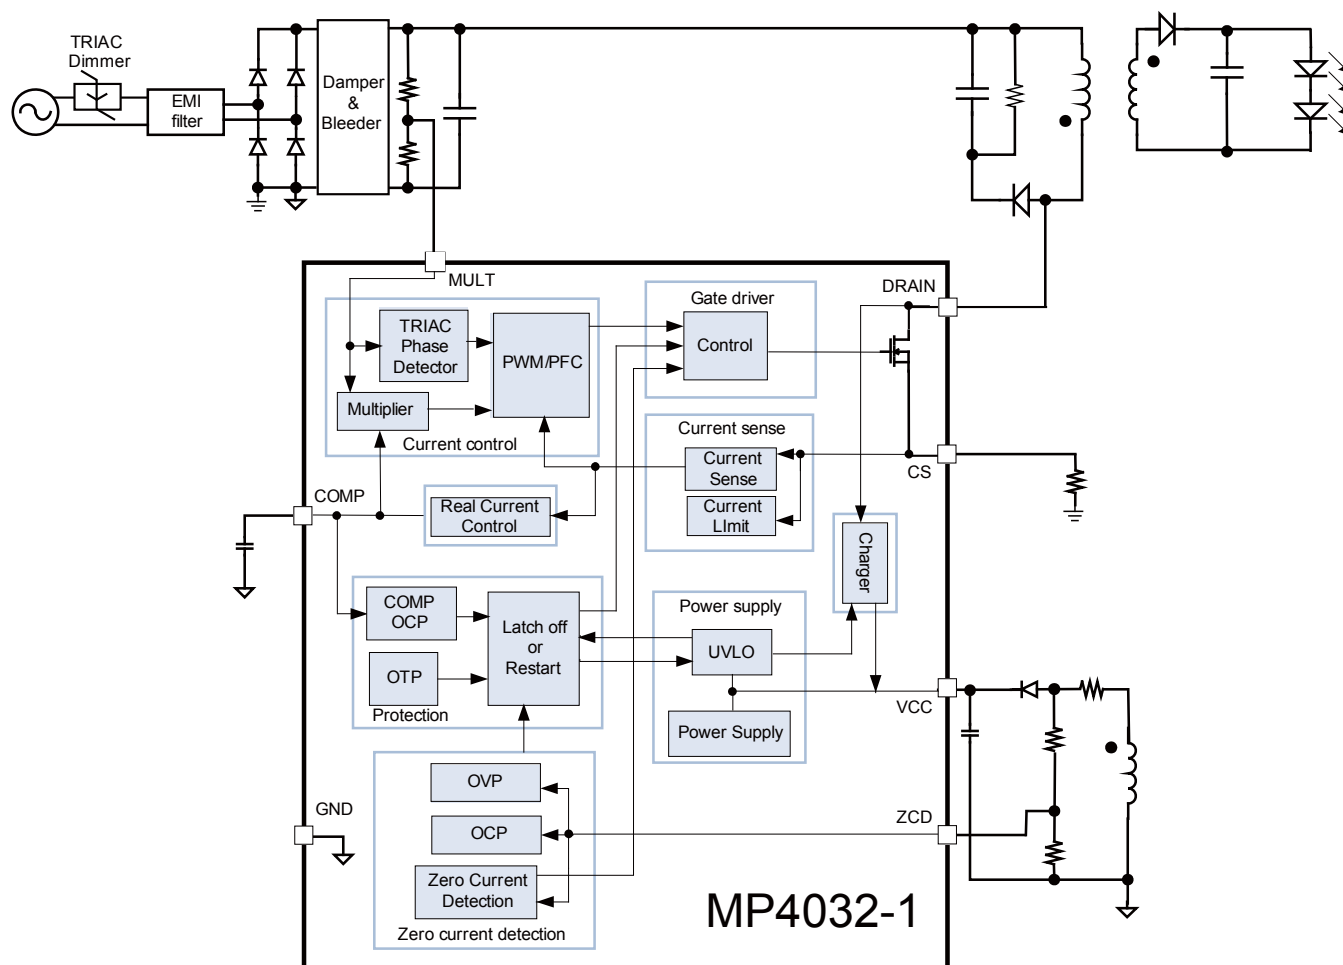 TRIAC
Dimmer
EMI
filter
Damper
&
Bleeder
MULT
DRAIN
Gate driver
TRIAC
Phase
Detector
PWM/PFC
Control
Multiplier
Current control
Current sense
Current
Sense
CS
COMP
Real Current
Control
Current
LImit
Charger
COMP
OCP
Latch off
or
Restart
Power supply
UVLO
OTP
Protection
VCC
Power Supply
OVP
GND
OCP
ZCD
Zero Current
Detection
Zero current detection
MP4032-1